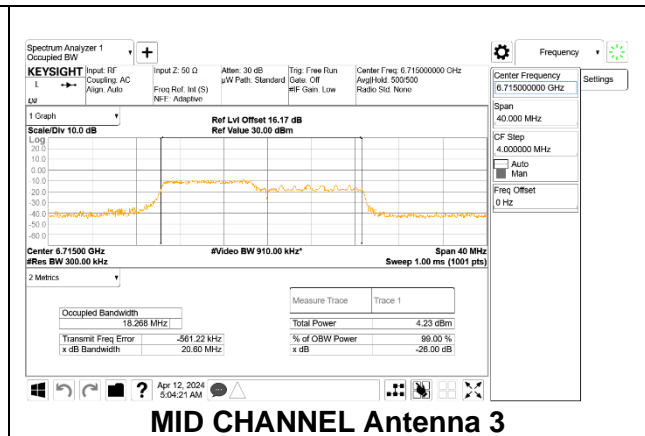 Spectrum Analyzer 1
Occupied BW
Frequency
KEYSIGHT
Input: RF
Coupling: AC
Align: Auto
Input Z: 50 Ω
Freq Ref: Int (S)
NFE: Adaptive
Atten: 30 dB
µW Path: Standard
Trig: Free Run
Gate: Off
#IF Gain: Low
Center Freq: 6.715000000 GHz
Avg|Hold: 500/500
Radio Std: None
L
Center Frequency
6.715000000 GHz
Settings
Span
40.000 MHz
CF Step
4.000000 MHz
Auto
Man
Freq Offset
0 Hz
1 Graph
Scale/Div 10.0 dB
Ref Lvl Offset 16.17 dB
Ref Value 30.00 dBm
Log
20.0
10.0
0.00
-10.0
-20.0
-30.0
-40.0
-50.0
-60.0
Center 6.71500 GHz
#Res BW 300.00 kHz
#Video BW 910.00 kHz*
Span 40 MHz
Sweep 1.00 ms (1001 pts)
2 Metrics
Measure Trace
Trace 1
Occupied Bandwidth
18.268 MHz
Total Power
4.23 dBm
Transmit Freq Error
-561.22 kHz
% of OBW Power
99.00 %
x dB Bandwidth
20.60 MHz
x dB
-26.00 dB
?
Apr 12, 2024
5:04:21 AM
MID CHANNEL Antenna 3